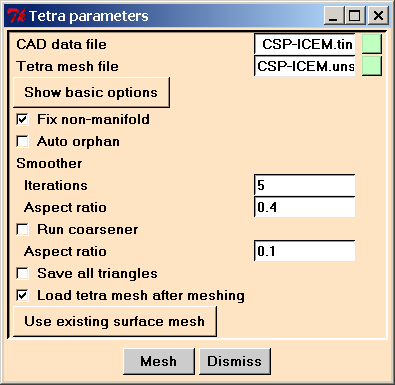 Tetra parameters
CAD data file CSP-ICEM.tin
Tetra mesh file CSP-ICEM.uns
Show basic options
Fix non-manifold
Auto orphan
Smoother
Iterations 5
Aspect ratio 0.4
Run coarsener
Aspect ratio 0.1
Save all triangles
Load tetra mesh after meshing
Use existing surface mesh
Mesh Dismiss